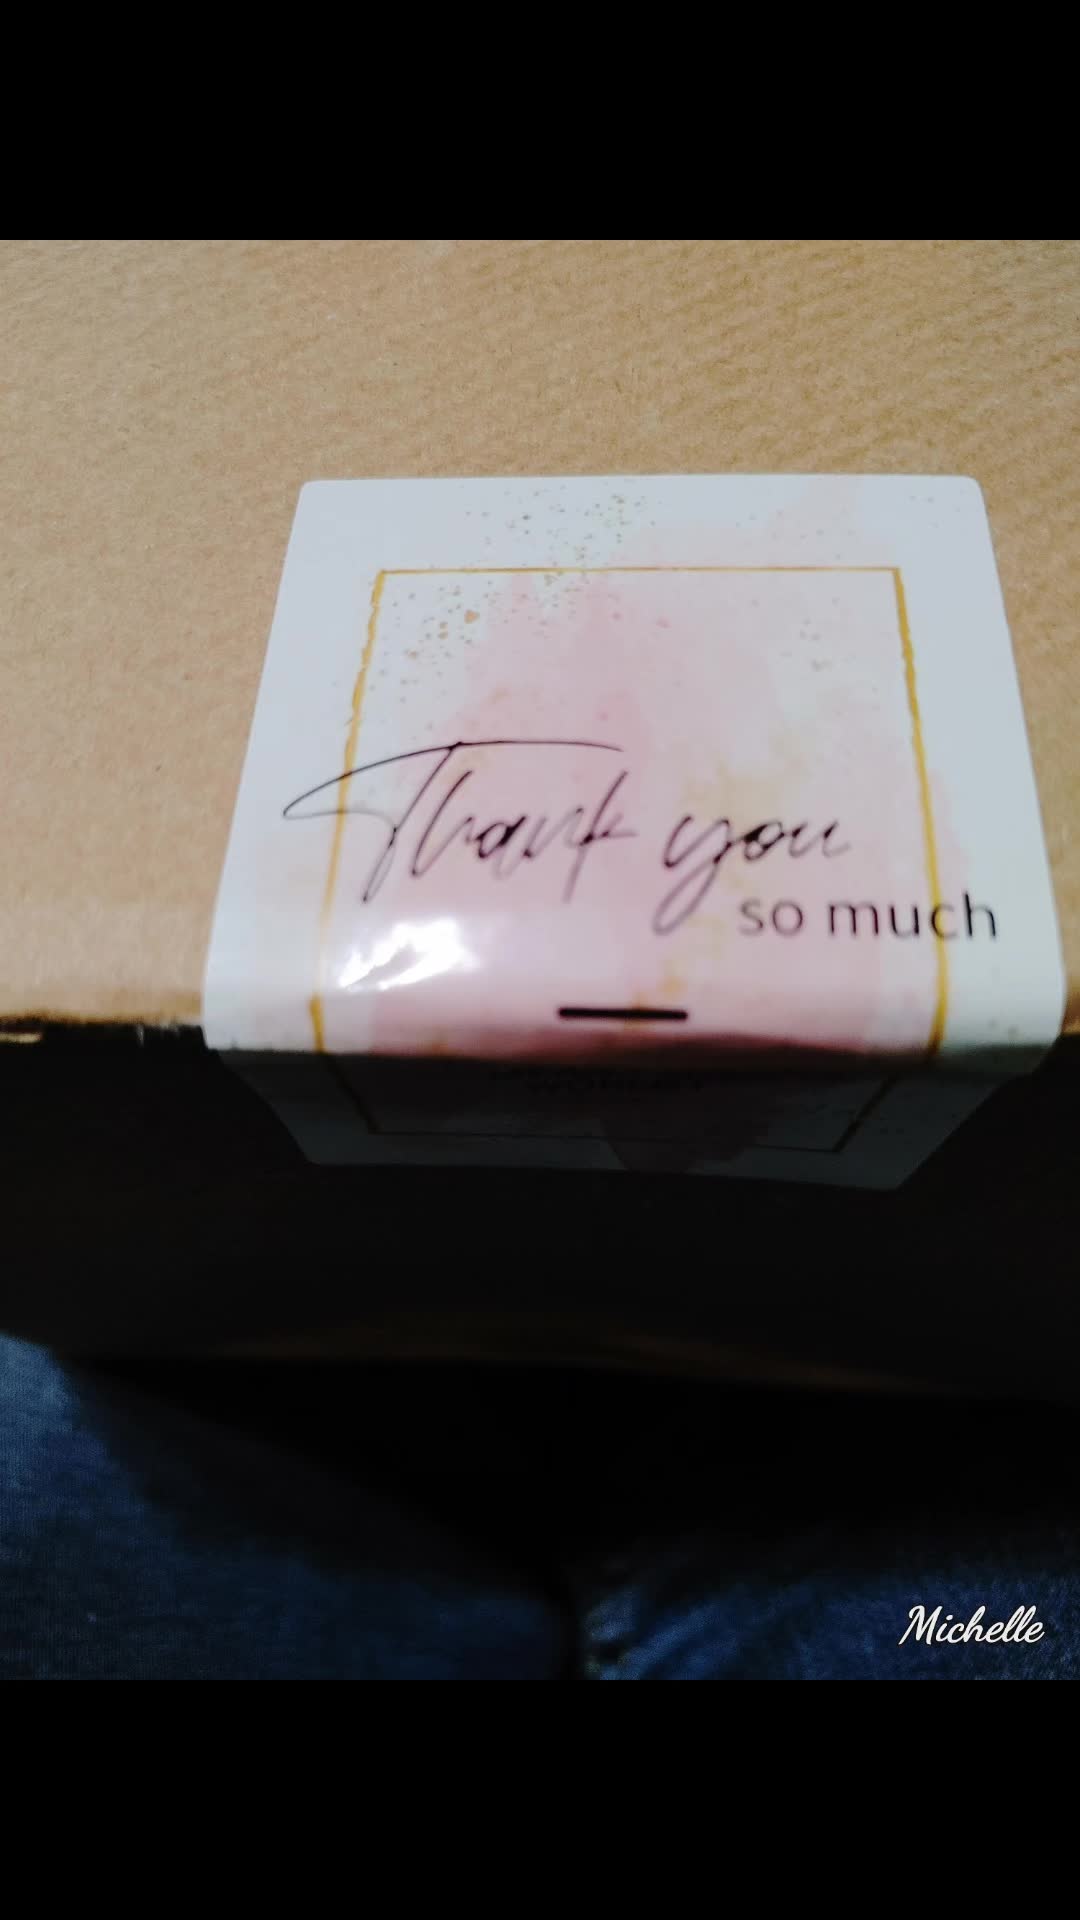 Thank you
so much
Michelle